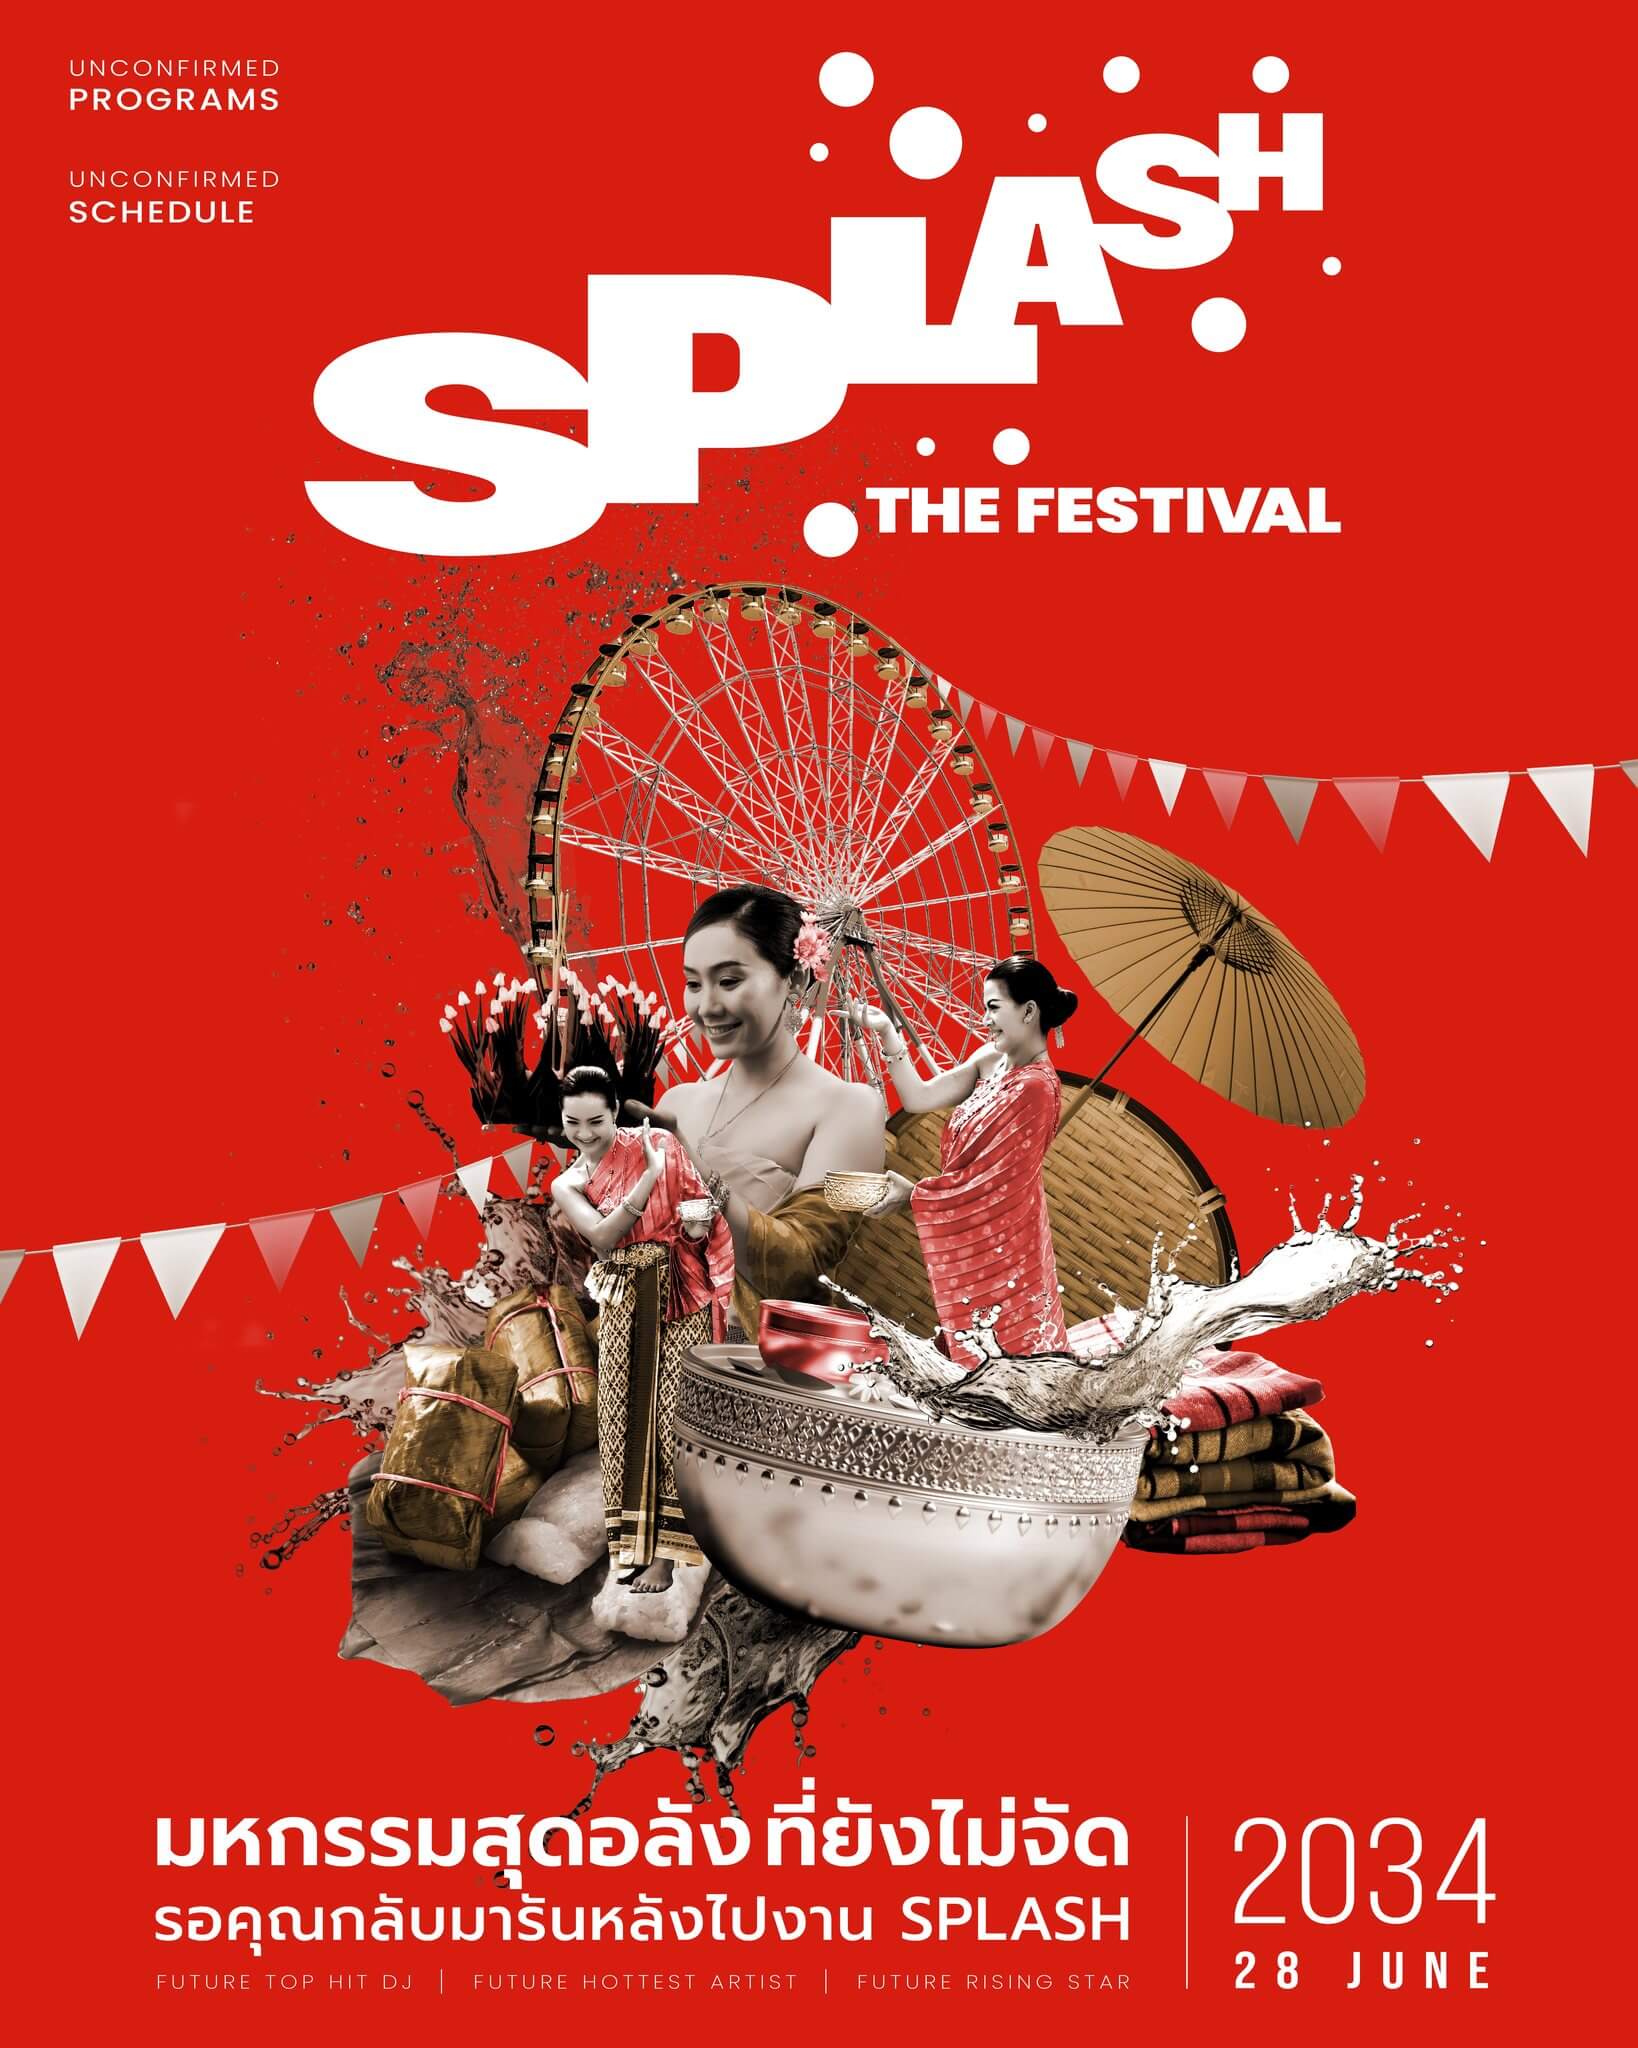 UNCONFIRMED
PROGRAMS
UNCONFIRMED
SCHEDULE
SPLASH
THE FESTIVAL
มหกรรมสุดอลัง ที่ยังไม่จัด
รอคุณกลับมารันหลังไปงาน SPLASH
FUTURE TOP HIT DJ | FUTURE HOTTEST ARTIST | FUTURE RISING STAR
2034
28 JUNE